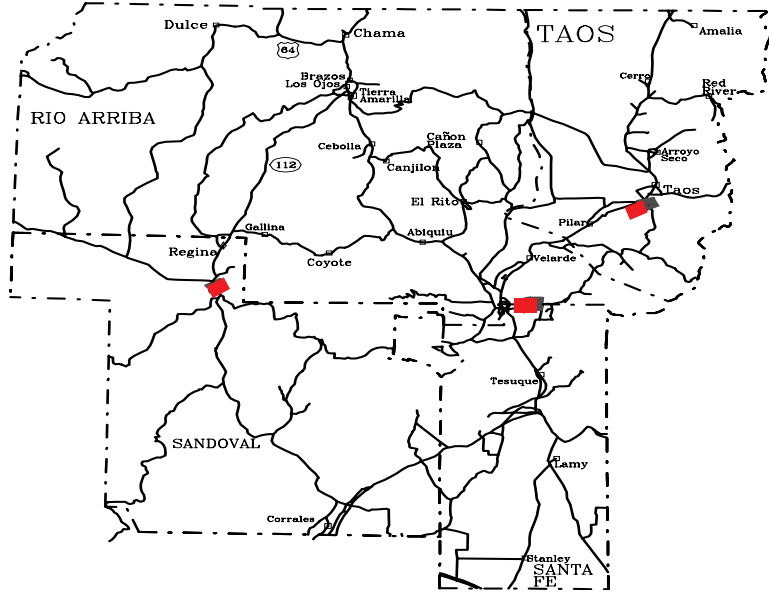 Dulce
Chama
TAOS
Amalia
64
Brazos
Los Ojos
Tierra
Amarilla
Cerro
Red
River
RIO ARRIBA
Cebolla
Cañon
Plaza
Arroyo
Seco
112
Canjilon
Taos
El Rito
Gallina
Abiquiu
Pilar
Regina
Coyote
Velarde
Tesuque
SANDOVAL
Lamy
Corrales
Stanley
SANTA
FE